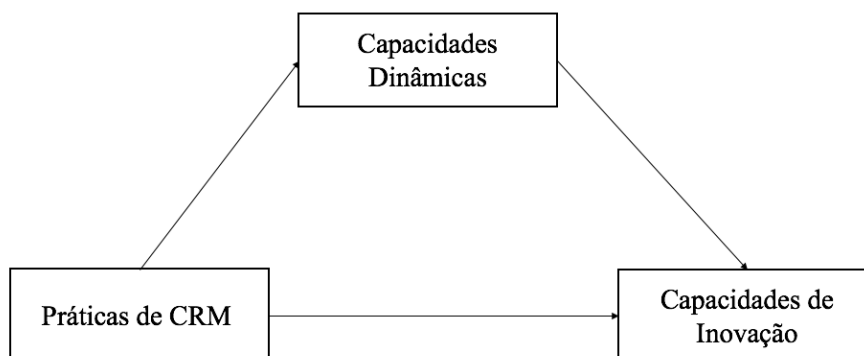 Capacidades
Dinâmicas
Práticas de CRM
Capacidades de
Inovação